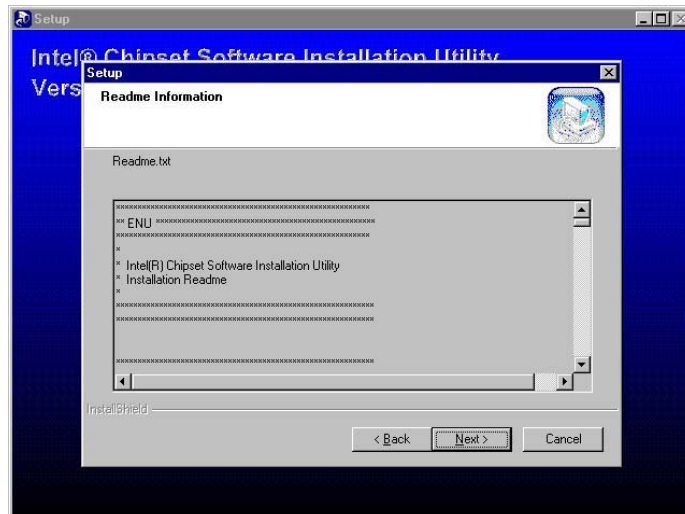 Setup
Intel® Chipset Software Installation Utility
Vers
Setup
Readme Information
Readme.txt
************************************************************
** ENU ******************************************************
************************************************************
*
* Intel(R) Chipset Software Installation Utility
* Installation Readme
*
*************************************************************
*************************************************************
*************************************************************
InstallShield
< Back
Next >
Cancel